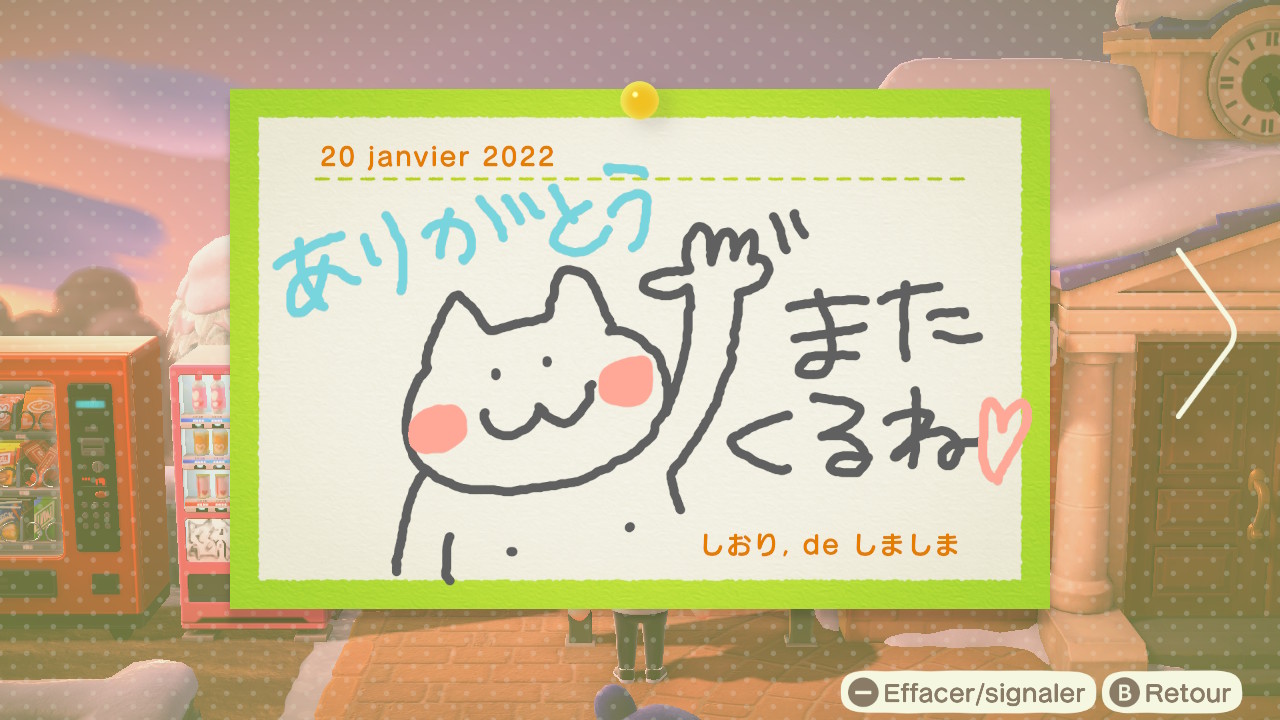 20 janvier 2022
ありがとう
また
くるね♡
しおり, de しましま
Effacer/signaler
B Retour